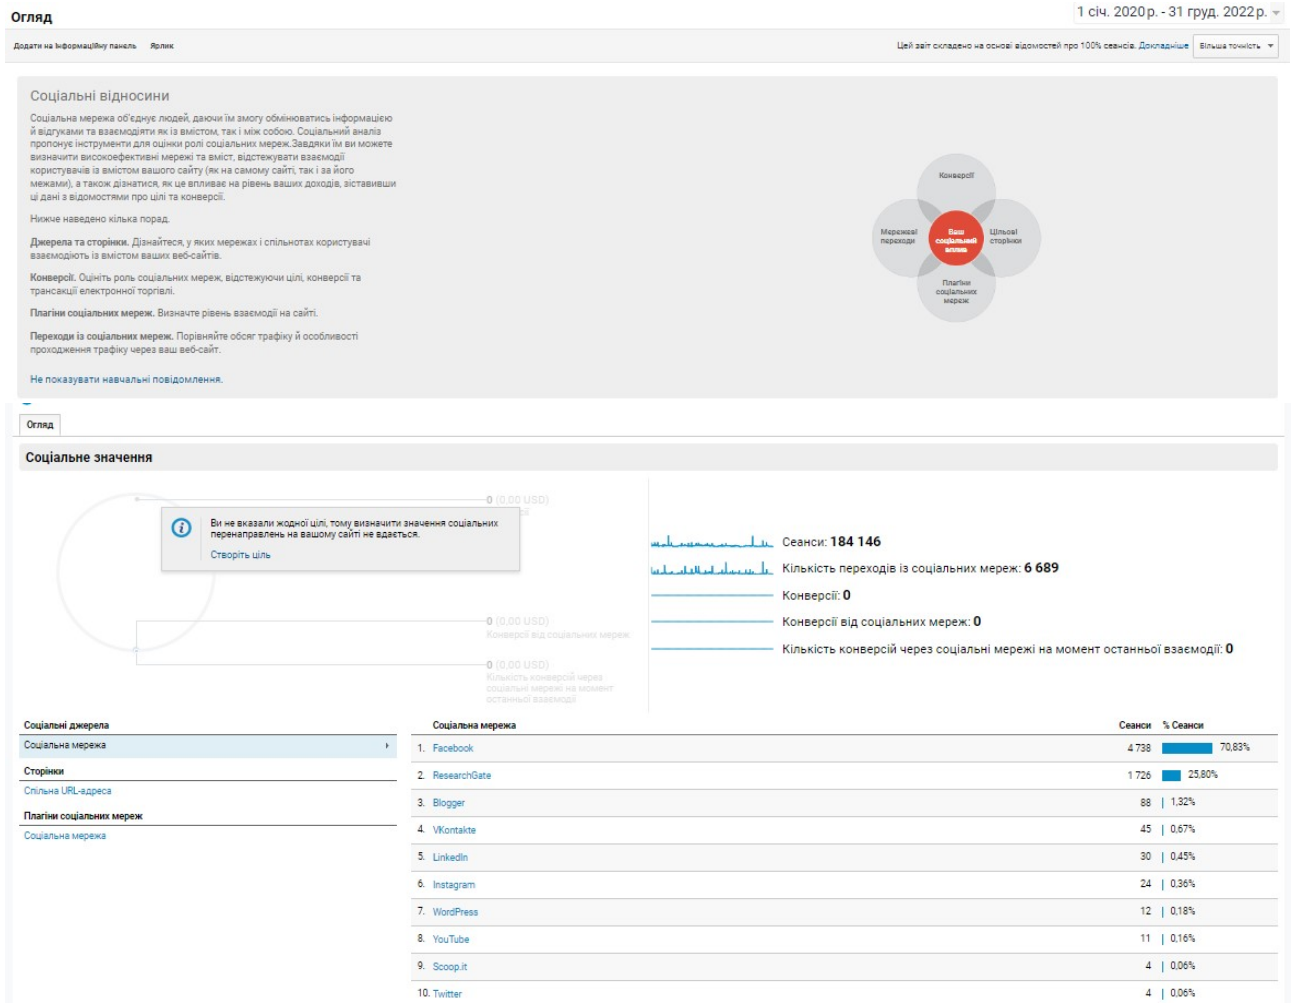 Огляд
1 січ. 2020 р. - 31 груд. 2022 р.
Додати на інформаційну панель Ярлик
Цей звіт складено на основі відомостей про 100% сеансів. Докладніше Більша точність
Соціальні відносини
Соціальна мережа об'єднує людей, даючи їм змогу обмінюватись інформацією
й відгуками та взаємодіяти як із вмістом, так і між собою. Соціальний аналіз
пропонує інструменти для оцінки ролі соціальних мереж.Завдяки їм ви можете
визначити високоефективні мережі та вміст, відстежувати взаємодії
користувачів із вмістом вашого сайту (як на самому сайті, так і за його
межами), а також дізнатися, як це впливає на рівень ваших доходів, зіставивши
ці дані з відомостями про цілі та конверсії.
Нижче наведено кілька порад.
Джерела та сторінки. Дізнайтеся, у яких мережах і спільнотах користувачі
взаємодіють із вмістом ваших веб-сайтів.
Конверсії. Оцініть роль соціальних мереж, відстежуючи цілі, конверсії та
трансакції електронної торгівлі.
Плагіни соціальних мереж. Визначте рівень взаємодії на сайті.
Переходи із соціальних мереж. Порівняйте обсяг трафіку й особливості
проходження трафіку через ваш веб-сайт.
Не показувати навчальні повідомлення.
Конверсії
Мережеві
переходи
Ваш
соціальний
вплив
Цільові
сторінки
Плагіни
соціальних
мереж
Огляд
Соціальне значення
0 (0,00 USD)
Ви не вказали жодної цілі, тому визначити значення соціальних
перенаправлень на вашому сайті не вдається.
Створіть ціль
0 (0,00 USD)
Конверсії від соціальних мереж
0 (0,00 USD)
Кількість конверсій через
соціальні мережі на момент
останньої взаємодії
Сеанси: 184 146
Кількість переходів із соціальних мереж: 6 689
Конверсії: 0
Конверсії від соціальних мереж: 0
Кількість конверсій через соціальні мережі на момент останньої взаємодії: 0
Соціальні джерела
Соціальна мережа
Сторінки
Спільна URL-адреса
Плагіни соціальних мереж
Соціальна мережа
Соціальна мережа Сеанси % Сеанси
1. Facebook 4 738 70,83%
2. ResearchGate 1 726 25,80%
3. Blogger 88 1,32%
4. VKontakte 45 0,67%
5. LinkedIn 30 0,45%
6. Instagram 24 0,36%
7. WordPress 12 0,18%
8. YouTube 11 0,16%
9. Scoop.it 4 0,06%
10. Twitter 4 0,06%